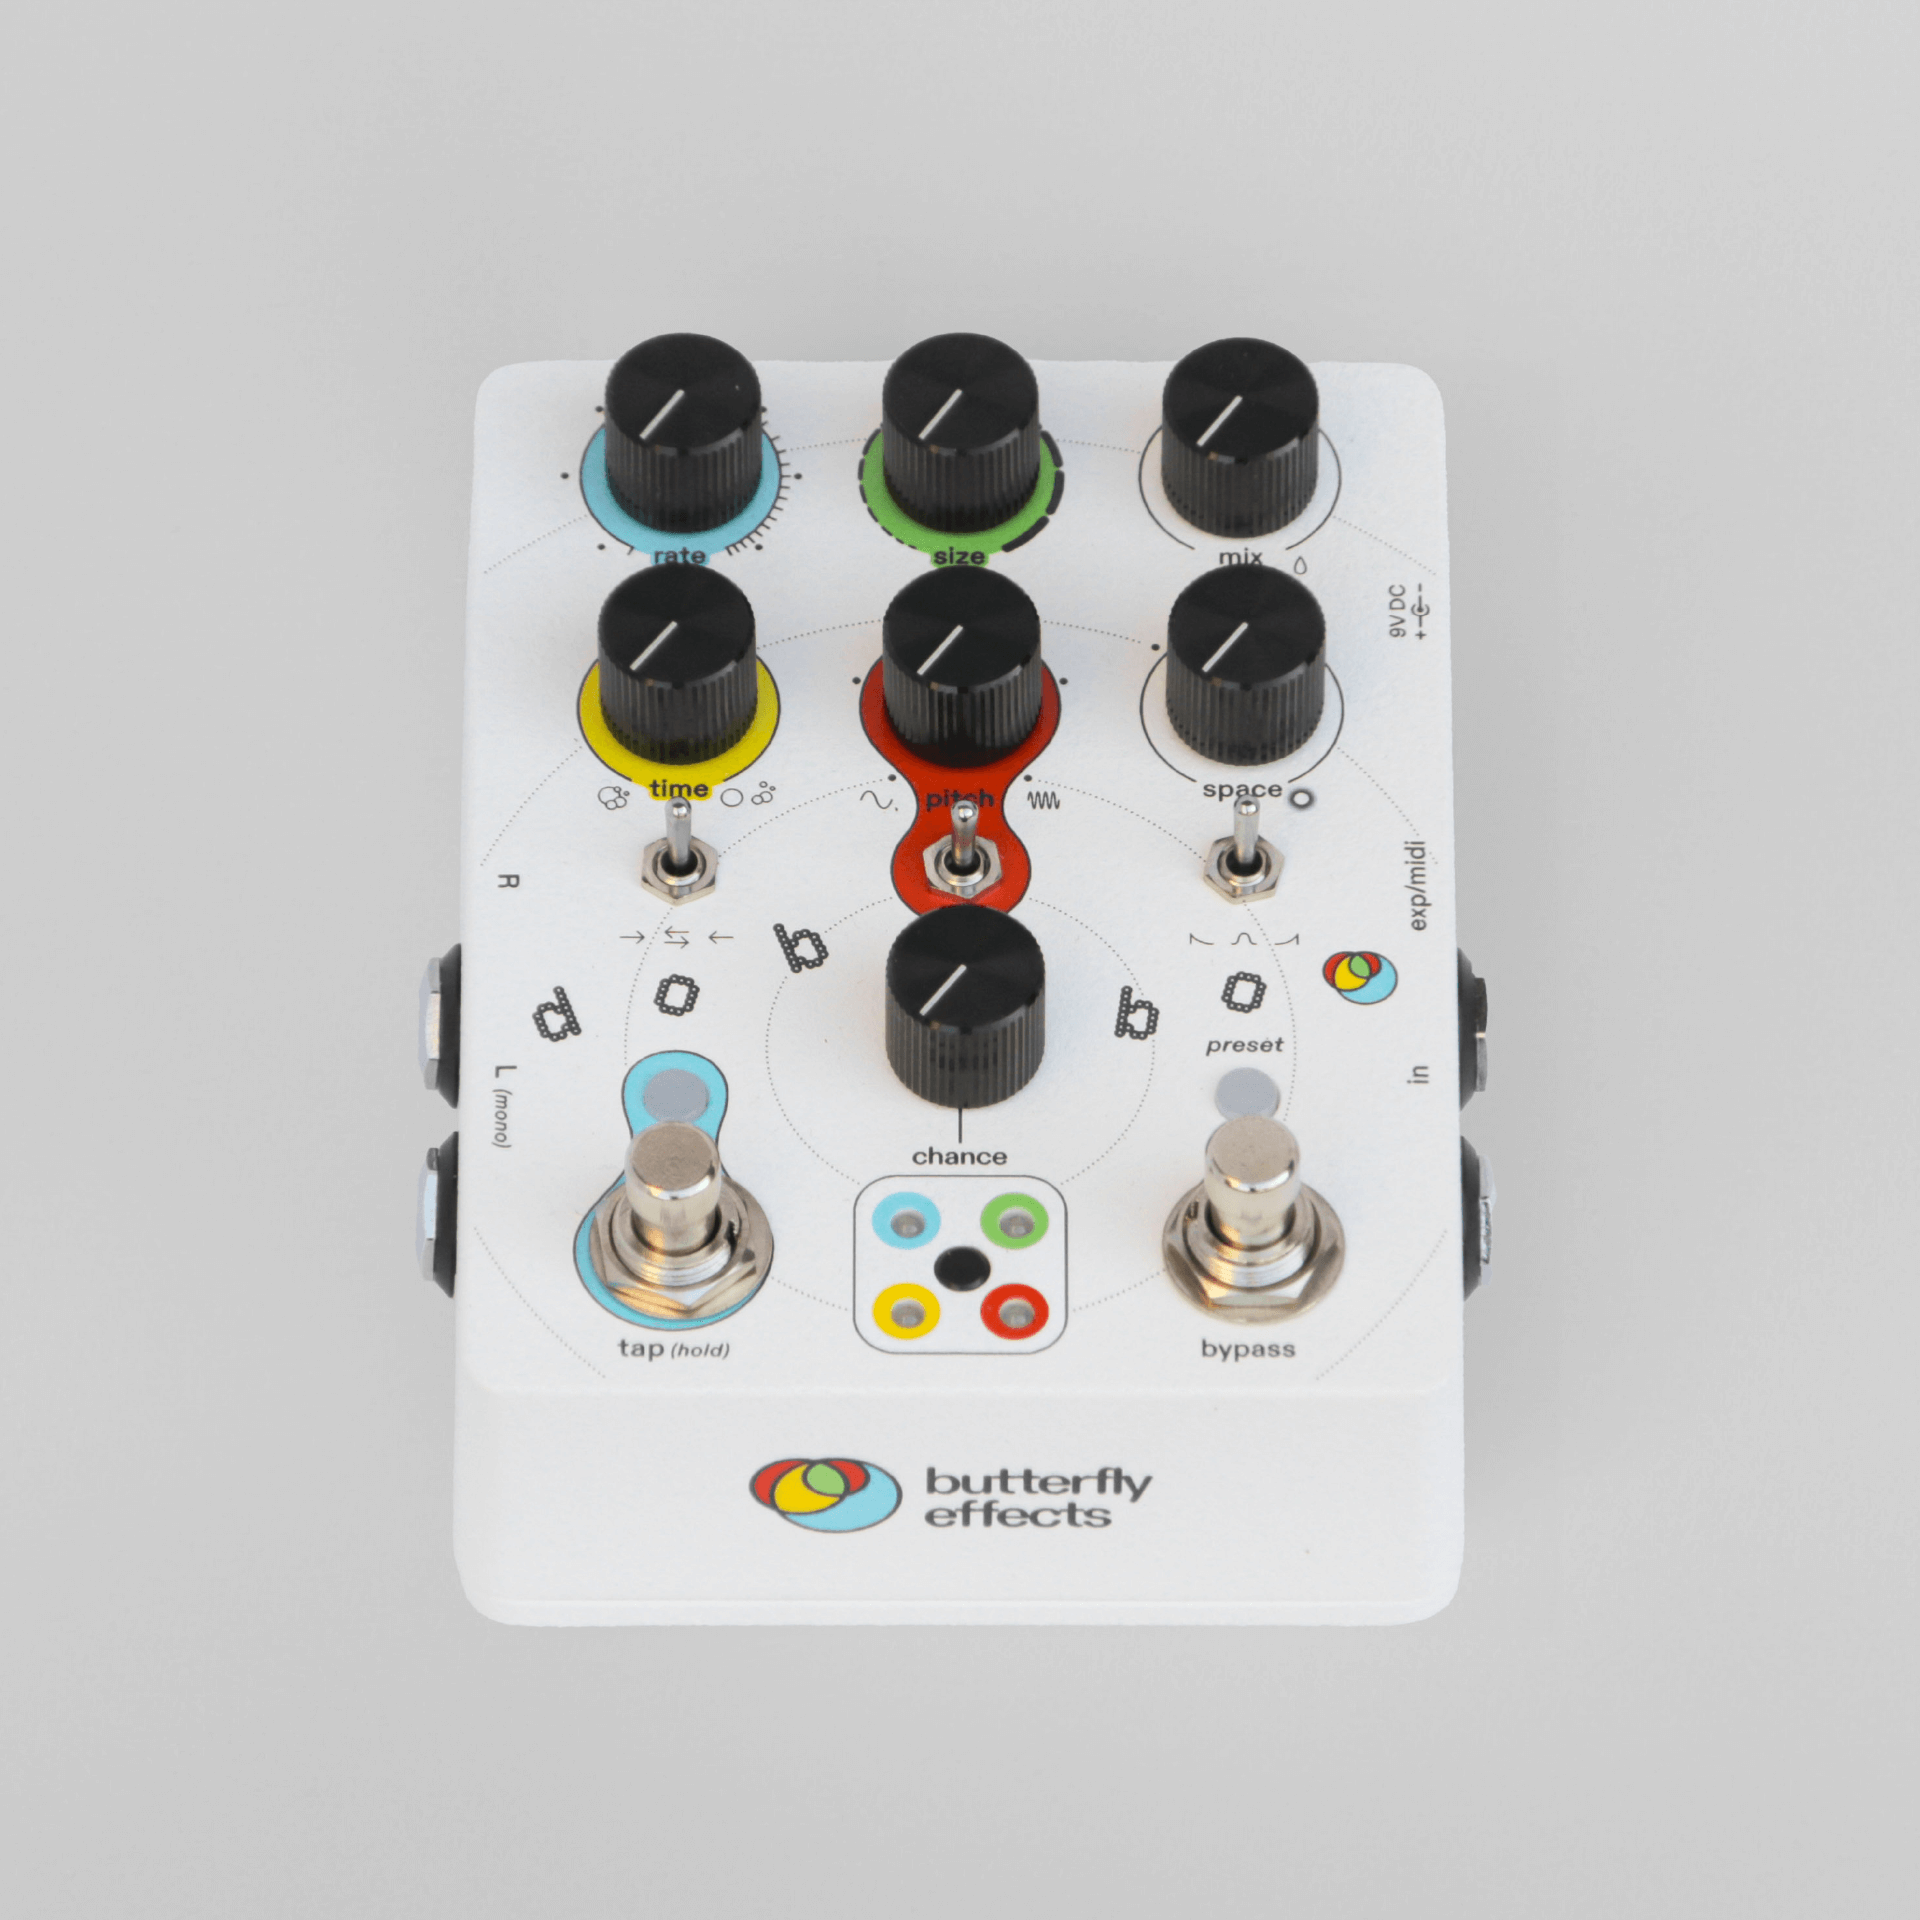 rate
size
mix
9V DC
+ -
time
pitch
space
R
exp/midi
d
o
b
b
o
preset
L (mono)
in
chance
tap (hold)
bypass
butterfly
effects